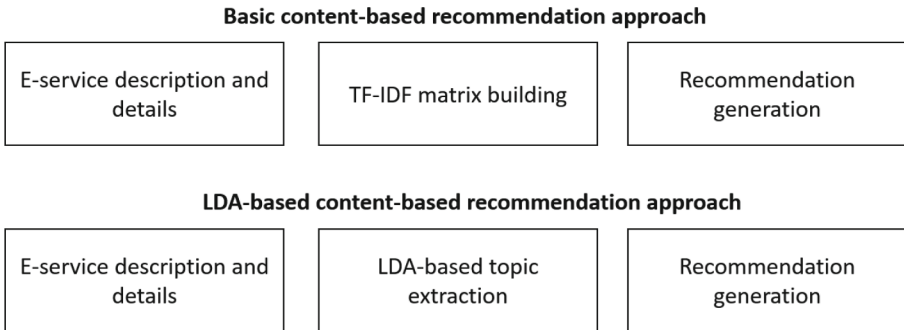 Basic content-based recommendation approach
E-service description and
details
TF-IDF matrix building
Recommendation
generation
LDA-based content-based recommendation approach
E-service description and
details
LDA-based topic
extraction
Recommendation
generation